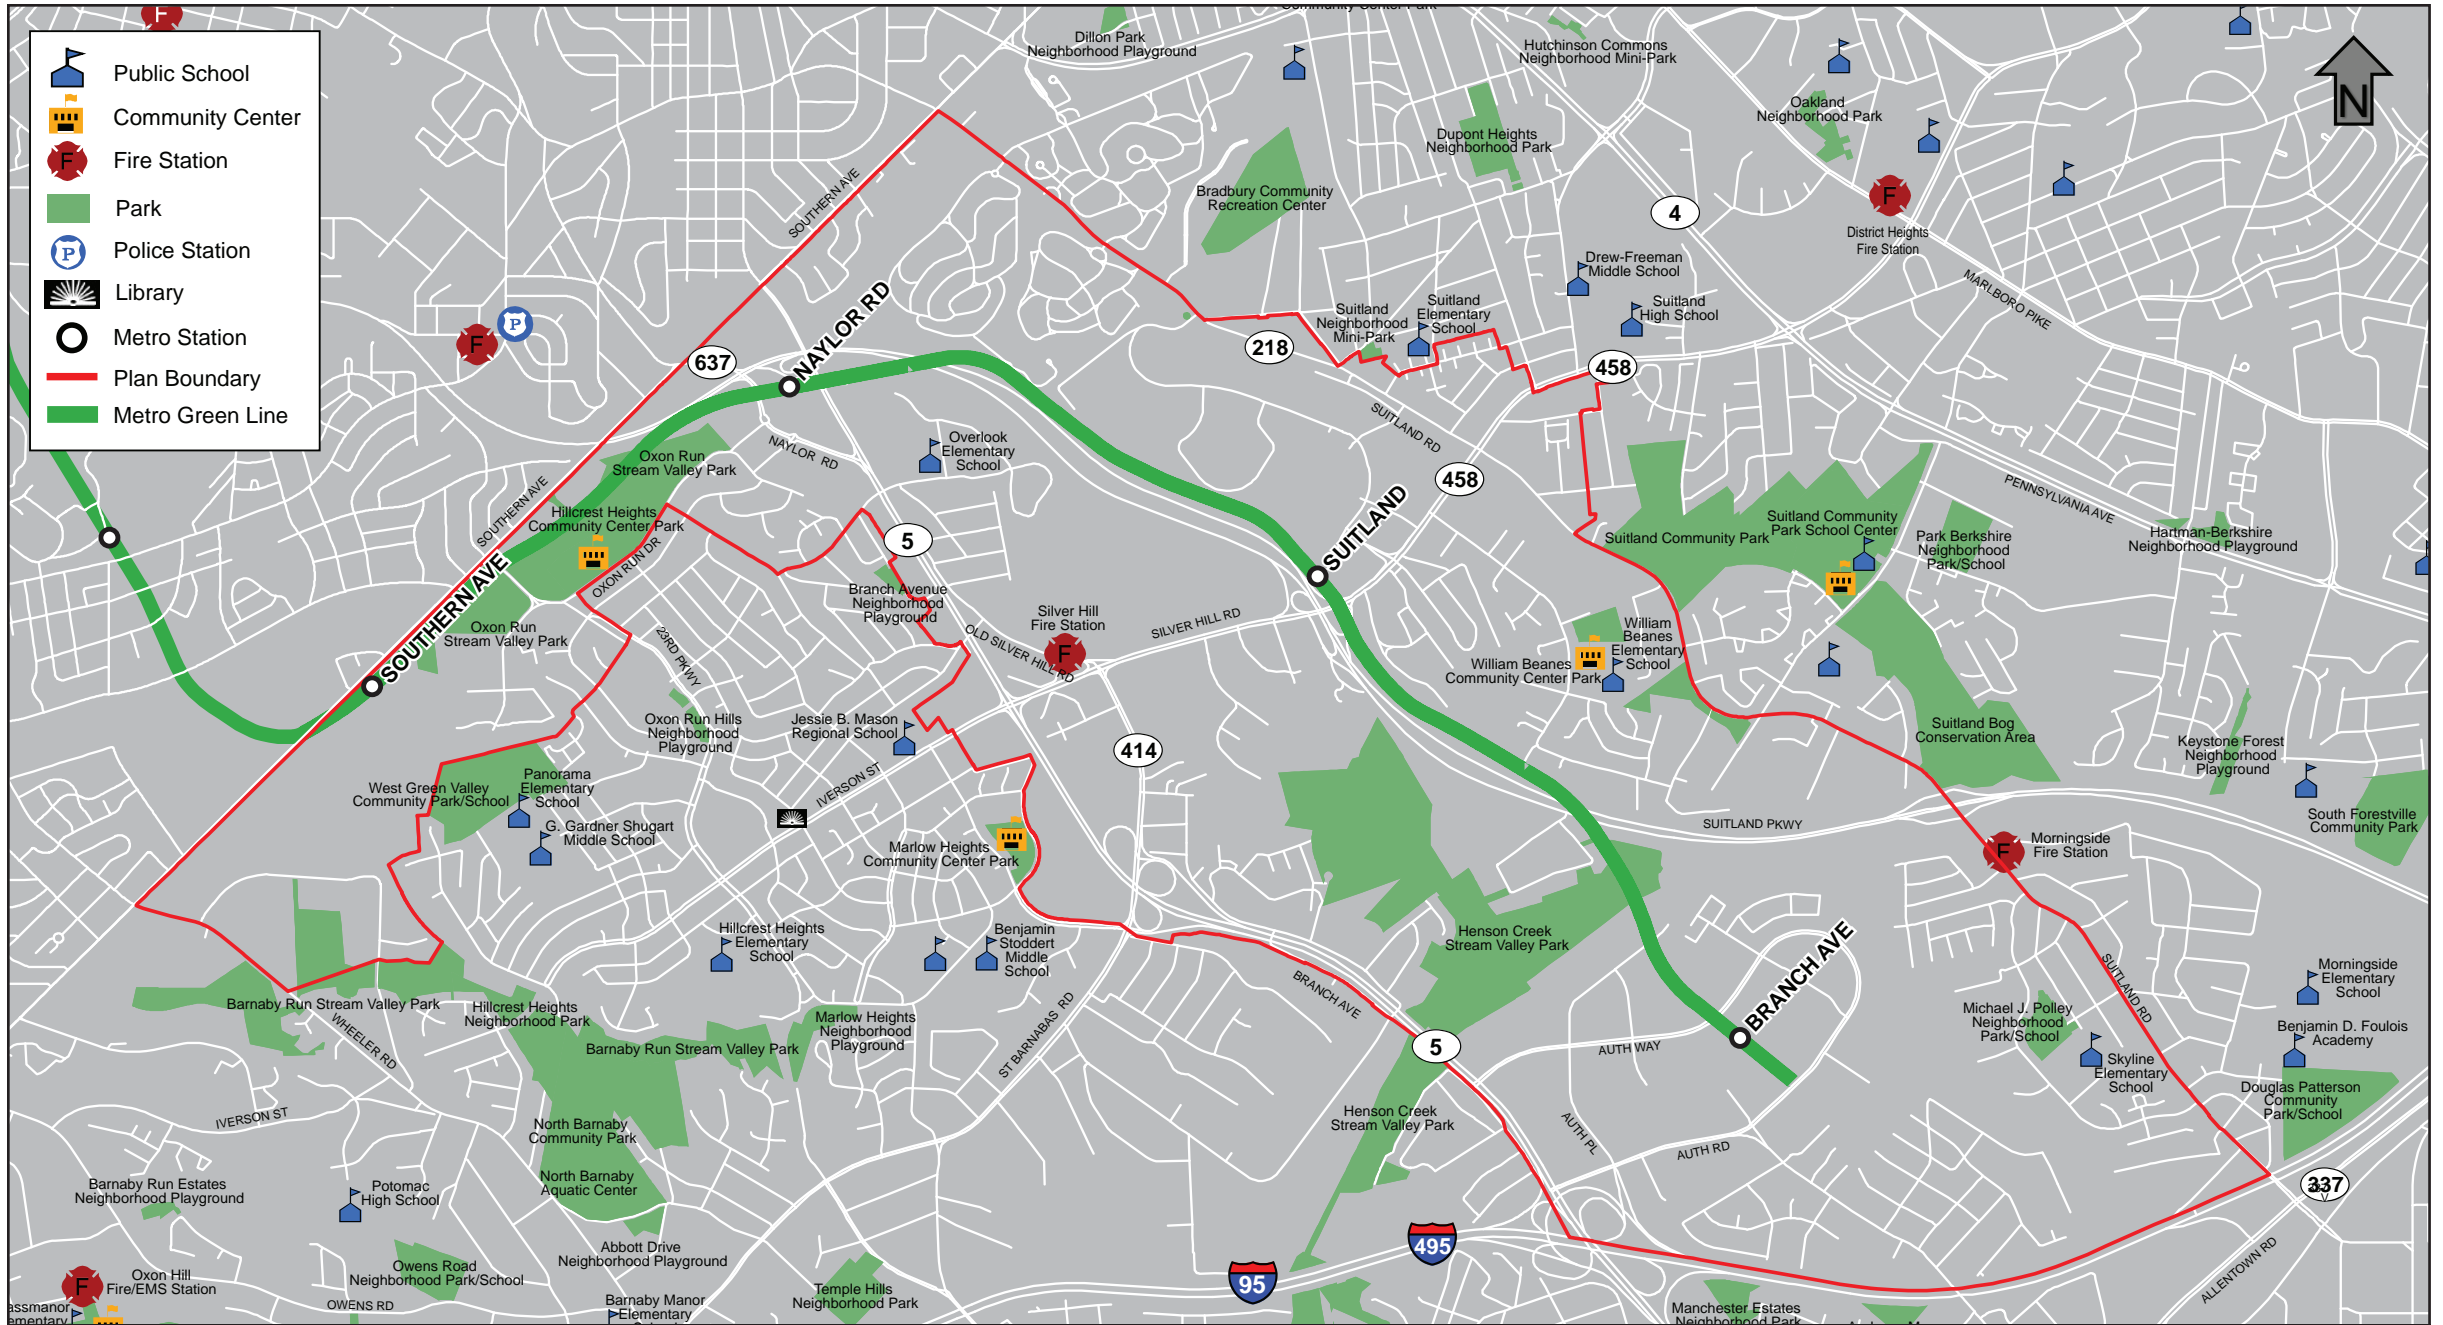 Public School
Community Center
Fire Station
Park
Police Station
Library
Metro Station
Plan Boundary
Metro Green Line
F
F
P
N
Community Center Park
Dillon Park
Neighborhood Playground
Hutchinson Commons
Neighborhood Mini-Park
Oakland
Neighborhood Park
Dupont Heights
Neighborhood Park
Bradbury Community
Recreation Center
SOUTHERN AVE
4
F
District Heights
Fire Station
MARLBORO PIKE
Drew-Freeman
Middle School
Suitland
High School
Suitland
Neighborhood
Mini-Park
Suitland
Elementary
School
218
458
637
NAYLOR RD
F
P
SUITLAND RD
458
NAYLOR RD
Overlook
Elementary
School
Oxon Run
Stream Valley Park
SOUTHERN AVE
Hillcrest Heights
Community Center Park
OXON RUN DR
5
SUITLAND
PENNSYLVANIA AVE
Suitland Community Park
Suitland Community
Park School Center
Park Berkshire
Neighborhood
Park/School
Hartman-Berkshire
Neighborhood Playground
SOUTHERN AVE
Oxon Run
Stream Valley Park
Branch Avenue
Neighborhood
Playground
23RD PKWY
Silver Hill
Fire Station
F
OLD SILVER HILL RD
SILVER HILL RD
William
Beanes
Elementary
School
William Beanes
Community Center Park
Oxon Run Hills
Neighborhood
Playground
Jessie B. Mason
Regional School
414
Suitland Bog
Conservation Area
Keystone Forest
Neighborhood
Playground
West Green Valley
Community Park/School
Panorama
Elementary
School
G. Gardner Shugart
Middle School
IVERSON ST
Marlow Heights
Community Center Park
SUITLAND PKWY
F
Morningside
Fire Station
South Forestville
Community Park
Hillcrest Heights
Elementary
School
Benjamin
Stoddert
Middle
School
Henson Creek
Stream Valley Park
BRANCH AVE
BRANCH AVE
SUITLAND RD
Morningside
Elementary
School
Barnaby Run Stream Valley Park
Hillcrest Heights
Neighborhood Park
WHEELER RD
Barnaby Run Stream Valley Park
Marlow Heights
Neighborhood
Playground
ST BARNABAS RD
5
AUTH WAY
Michael J. Polley
Neighborhood
Park/School
Skyline
Elementary
School
Benjamin D. Foulois
Academy
Douglas Patterson
Community
Park/School
IVERSON ST
North Barnaby
Community Park
Henson Creek
Stream Valley Park
AUTH PL
AUTH RD
Barnaby Run Estates
Neighborhood Playground
Potomac
High School
North Barnaby
Aquatic Center
337
Abbott Drive
Neighborhood Playground
495
95
ALLENTOWN RD
F
Oxon Hill
Fire/EMS Station
Owens Road
Neighborhood Park/School
OWENS RD
Temple Hills
Neighborhood Park
Barnaby Manor
Elementary
Manchester Estates
Neighborhood Park
assmanor
ementary